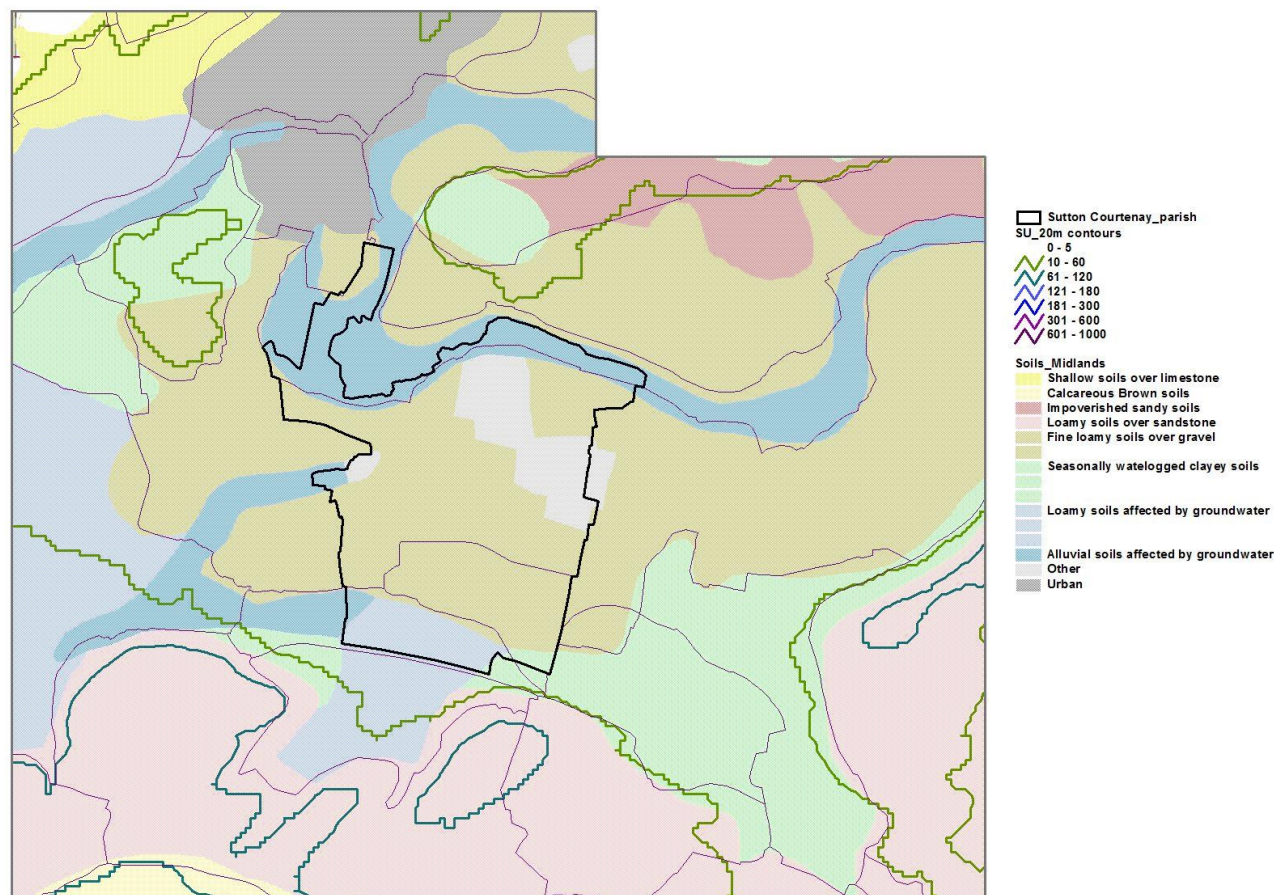 Sutton Courtenay_parish
SU_20m contours
0 - 5
10 - 60
61 - 120
121 - 180
181 - 300
301 - 600
601 - 1000
Soils_Midlands
Shallow soils over limestone
Calcareous Brown soils
Impoverished sandy soils
Loamy soils over sandstone
Fine loamy soils over gravel
Seasonally watelogged clayey soils
Loamy soils affected by groundwater
Alluvial soils affected by groundwater
Other
Urban